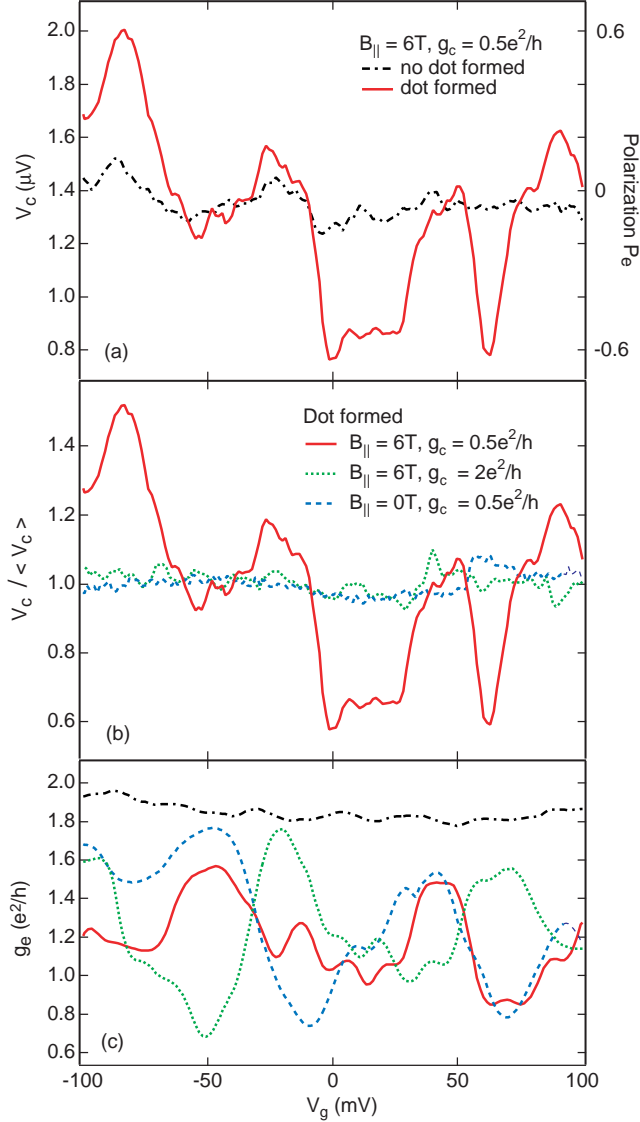 2.0
1.8
1.6
1.4
1.2
1.0
0.8
V_c (μV)
B_|| = 6T, g_c = 0.5e²/h
no dot formed
dot formed
0.6
0
-0.6
Polarization P_e
(a)
1.4
1.2
1.0
0.8
0.6
V_c / < V_c >
Dot formed
B_|| = 6T, g_c = 0.5e²/h
B_|| = 6T, g_c = 2e²/h
B_|| = 0T, g_c = 0.5e²/h
(b)
2.0
1.8
1.6
1.4
1.2
1.0
0.8
0.6
g_e (e²/h)
(c)
-100
-50
0
50
100
V_g (mV)